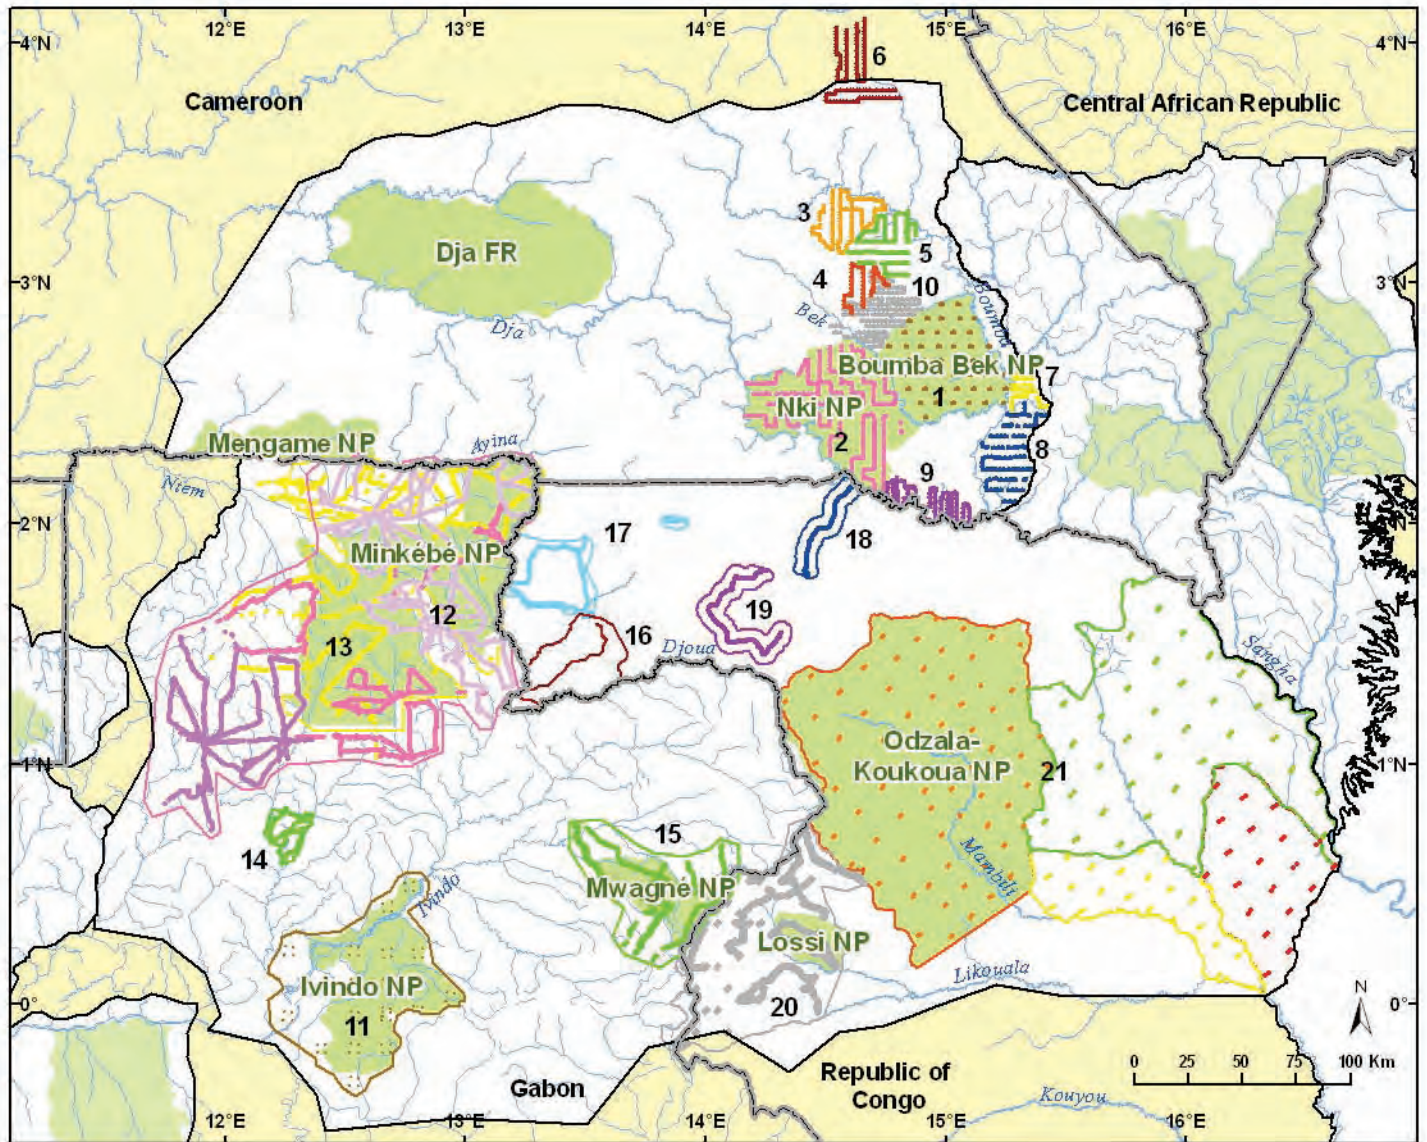 12°E 13°E 14°E 15°E 16°E
4°N 4°N
6
Cameroon
Central African Republic
3
5
Dja FR
4
10
3°N 3°N
Bek
Boumba
Dja
Boumba Bek NP
7
1
Nki NP
2
8
Mengame NP
Ayina
9
Niem
2°N 2°N
17
18
Minkébé NP
12
19
13
16
Djoua
Sangha
Odzala-
Koukoua NP
21
1°N 1°N
14
15
Mambili
Mwagné NP
Ivindo
Lossi NP
Likouala
Ivindo NP
11
20
0° 0°
N
0 25 50 75 100 Km
Gabon
Republic of
Congo
Kouyou
12°E 13°E 14°E 15°E 16°E